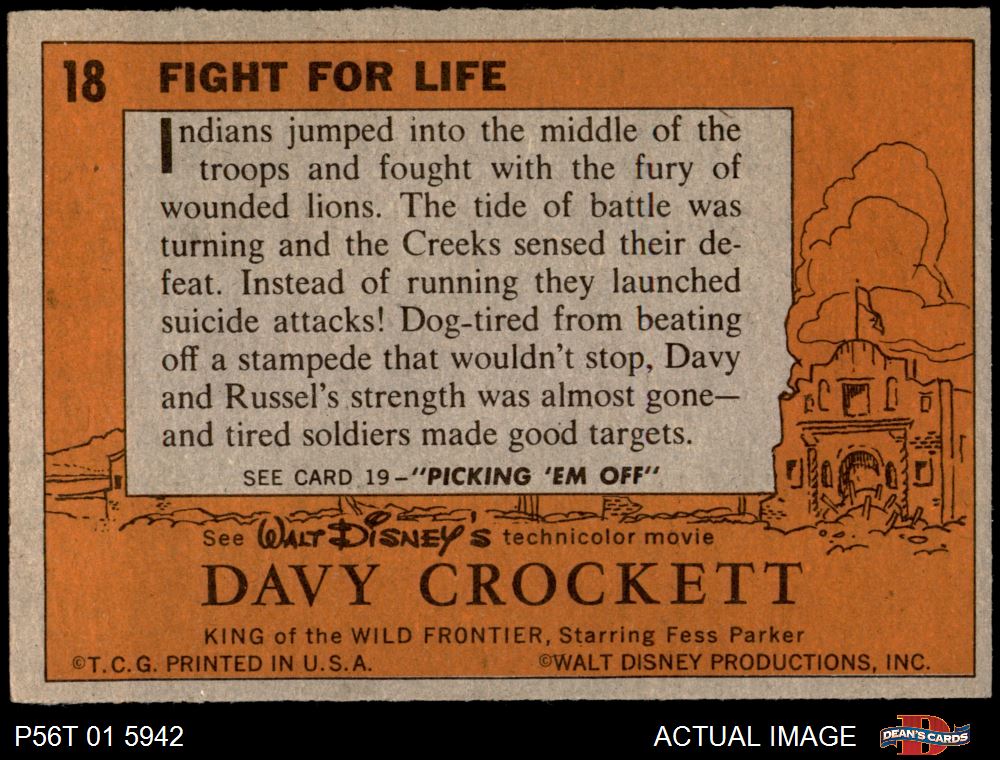 18 FIGHT FOR LIFE
Indians jumped into the middle of the
troops and fought with the fury of
wounded lions. The tide of battle was
turning and the Creeks sensed their de-
feat. Instead of running they launched
suicide attacks! Dog-tired from beating
off a stampede that wouldn't stop, Davy
and Russel's strength was almost gone—
and tired soldiers made good targets.
SEE CARD 19-"PICKING 'EM OFF"
See WALT DISNEY'S technicolor movie
DAVY CROCKETT
KING of the WILD FRONTIER, Starring Fess Parker
©T.C.G. PRINTED IN U.S.A. ©WALT DISNEY PRODUCTIONS, INC.
P56T 01 5942 ACTUAL IMAGE D DEAN'S CARDS